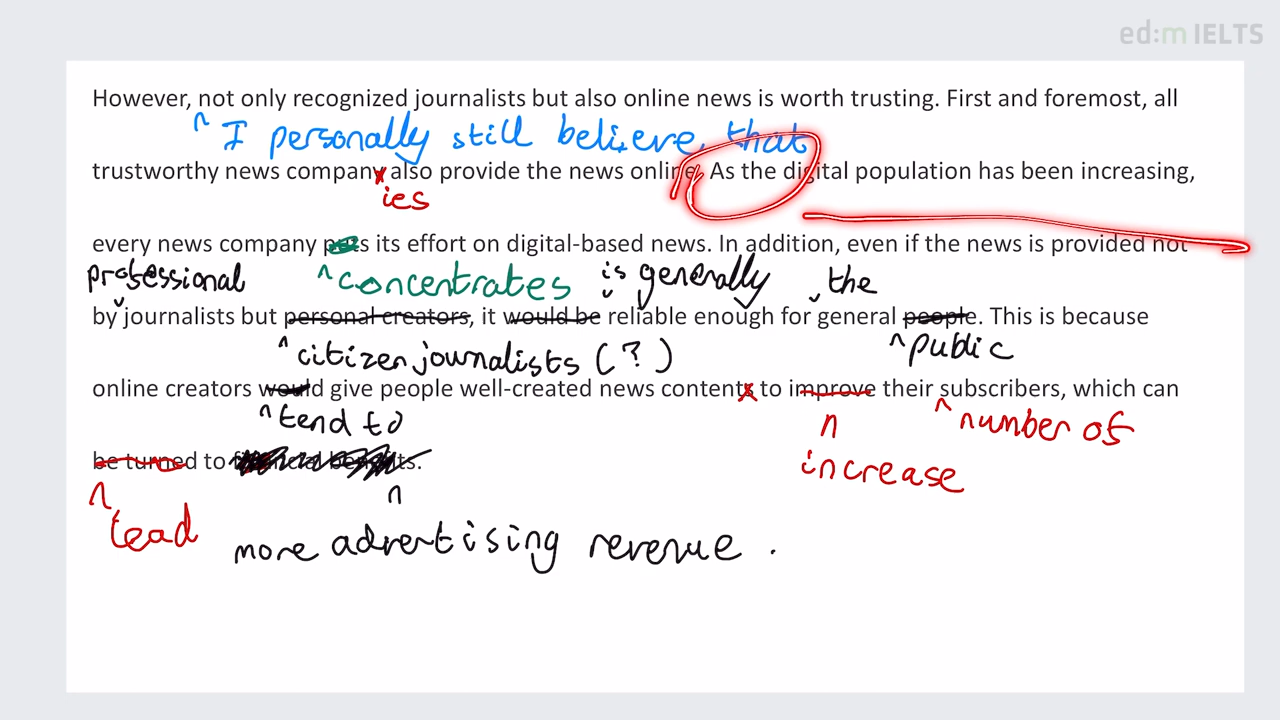 ed:m IELTS
However, not only recognized journalists but also online news is worth trusting. First and foremost, all
^ I personally still believe that
trustworthy news company also provide the news online. As the digital population has been increasing,
ies
every news company puts its effort on digital-based news. In addition, even if the news is provided not
professional ^concentrates is generally the
by journalists but personal creators, it would be reliable enough for general people. This is because
^citizen journalists (?) ^public
online creators would give people well-created news contents to improve their subscribers, which can
^tend to ^number of
increase
be turned to financial benefits.
lead
more advertising revenue.